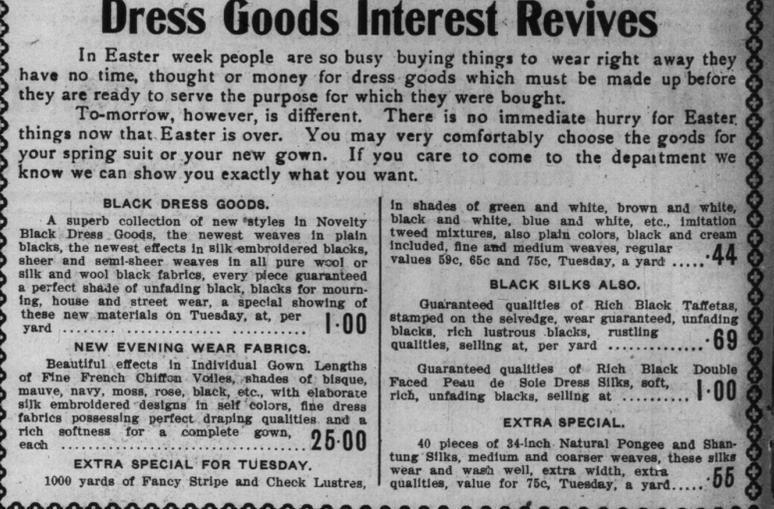 Dress Goods Interest Revives
In Easter week people are so busy buying things to wear right away they
have no time, thought or money for dress goods which must be made up before
they are ready to serve the purpose for which they were bought.
To-morrow, however, is different. There is no immediate hurry for Easter
things now that Easter is over. You may very comfortably choose the goods for
your spring suit or your new gown. If you care to come to the department we
know we can show you exactly what you want.
BLACK DRESS GOODS.
A superb collection of new styles in Novelty
Black Dress Goods, the newest weaves in plain
blacks, the newest effects in silk embroidered blacks,
sheer and semi-sheer weaves in all pure wool or
silk and wool black fabrics, every piece guaranteed
a perfect shade of unfading black, blacks for mourn-
ing, house and street wear, a special showing of
these new materials on Tuesday, at, per
yard .......... 1.00
NEW EVENING WEAR FABRICS.
Beautiful effects in Individual Gown Lengths
of Fine French Chiffon Voiles, shades of bisque,
mauve, navy, moss, rose, black, etc., with elaborate
silk embroidered designs in self colors, fine dress
fabrics possessing perfect draping qualities and a
rich softness for a complete gown,
each .......... 25.00
EXTRA SPECIAL FOR TUESDAY.
1000 yards of Fancy Stripe and Check Lustres,
in shades of green and white, brown and white,
black and white, blue and white, etc., imitation
tweed mixtures, also plain colors, black and cream
included, fine and medium weaves, regular
values 59c, 65c and 75c, Tuesday, a yard ..... .44
BLACK SILKS ALSO.
Guaranteed qualities of Rich Black Taffetas,
stamped on the selvedge, wear guaranteed, unfading
blacks, rich lustrous blacks, rustling
qualities, selling at, per yard .............. .69
Guaranteed qualities of Rich Black Double
Faced Peau de Soie Dress Silks, soft,
rich, unfading blacks, selling at .......... 1.00
EXTRA SPECIAL.
40 pieces of 34-inch Natural Pongee and Shan-
tung Silks, medium and coarser weaves, these silks
wear and wash well, extra width, extra
qualities, value for 75c, Tuesday, a yard..... .55